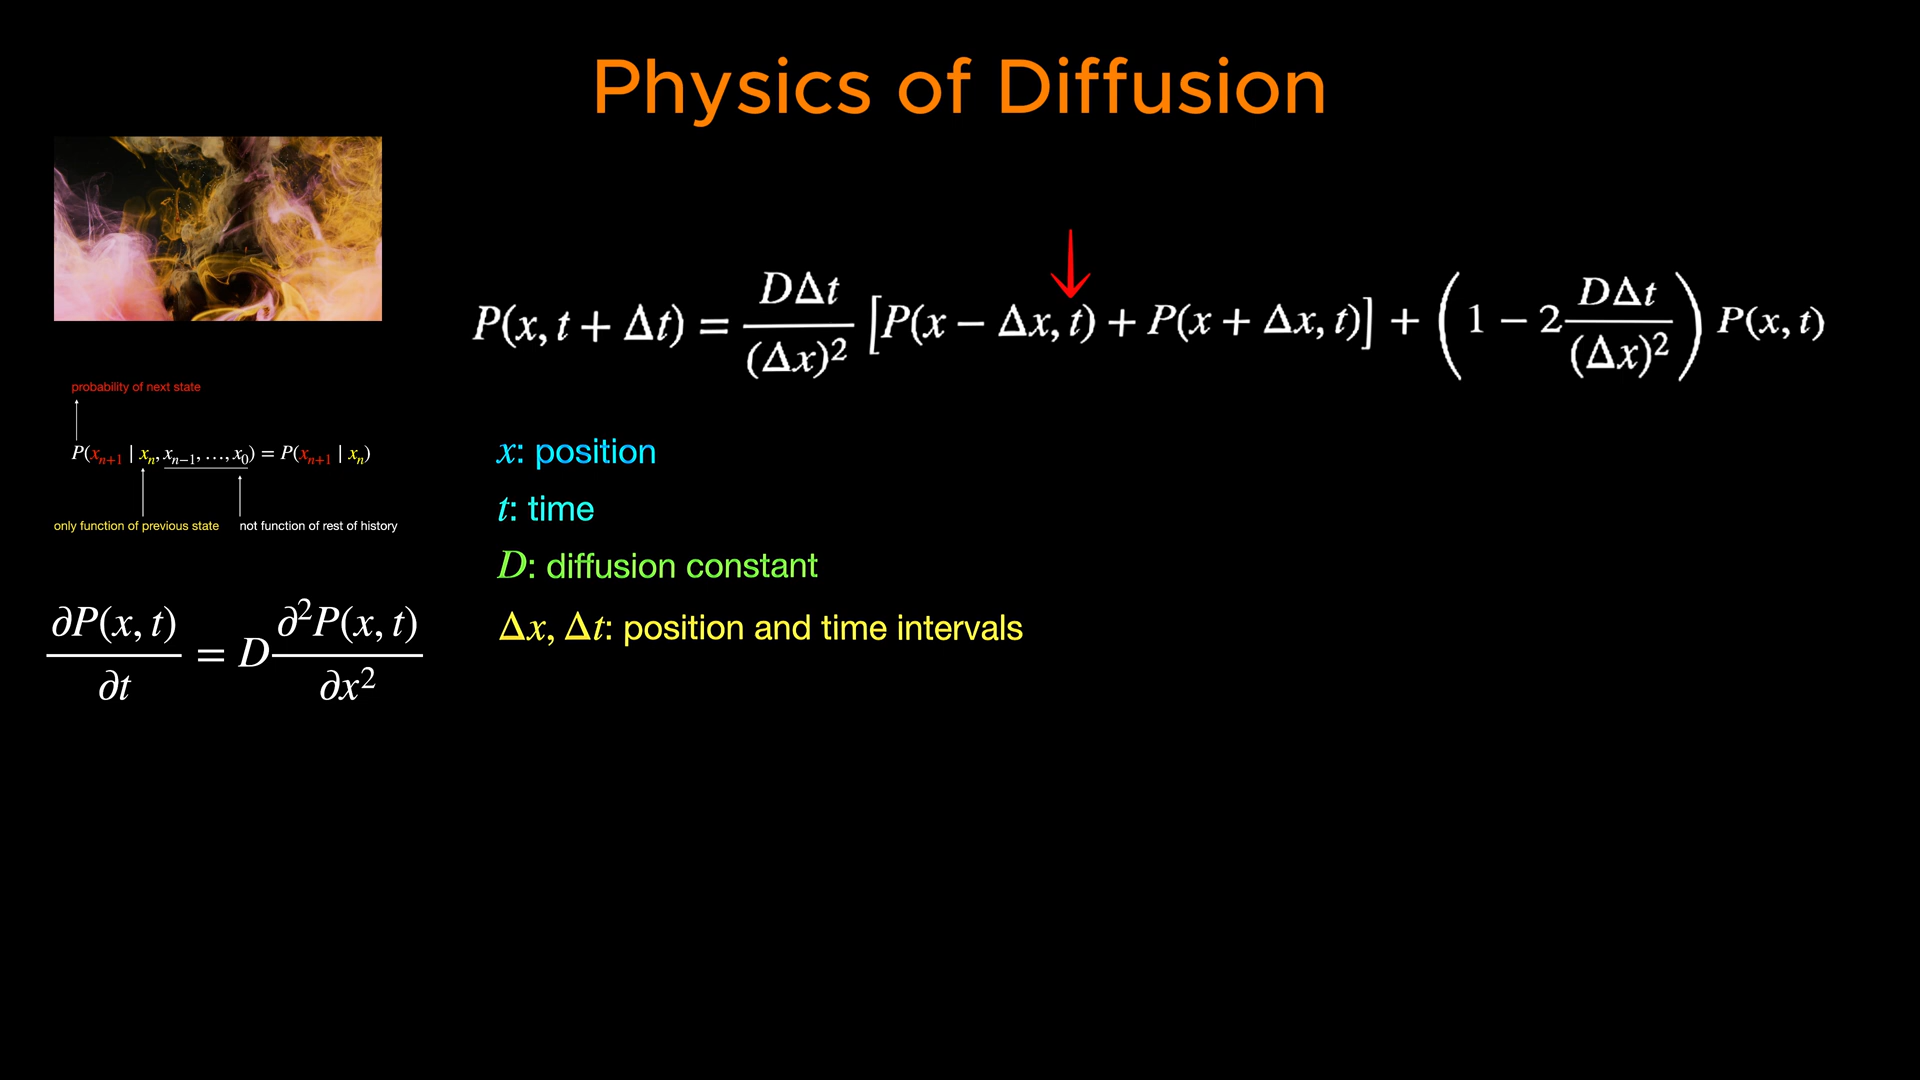 Physics of Diffusion
P(x, t + Δt) = DΔt/(Δx)² [P(x − Δx, t) + P(x + Δx, t)] + (1 − 2 DΔt/(Δx)²) P(x, t)
probability of next state
P(xₙ₊₁ | xₙ, xₙ₋₁, …, x₀) = P(xₙ₊₁ | xₙ)
only function of previous state
not function of rest of history
∂P(x, t)/∂t = D ∂²P(x, t)/∂x²
x: position
t: time
D: diffusion constant
Δx, Δt: position and time intervals